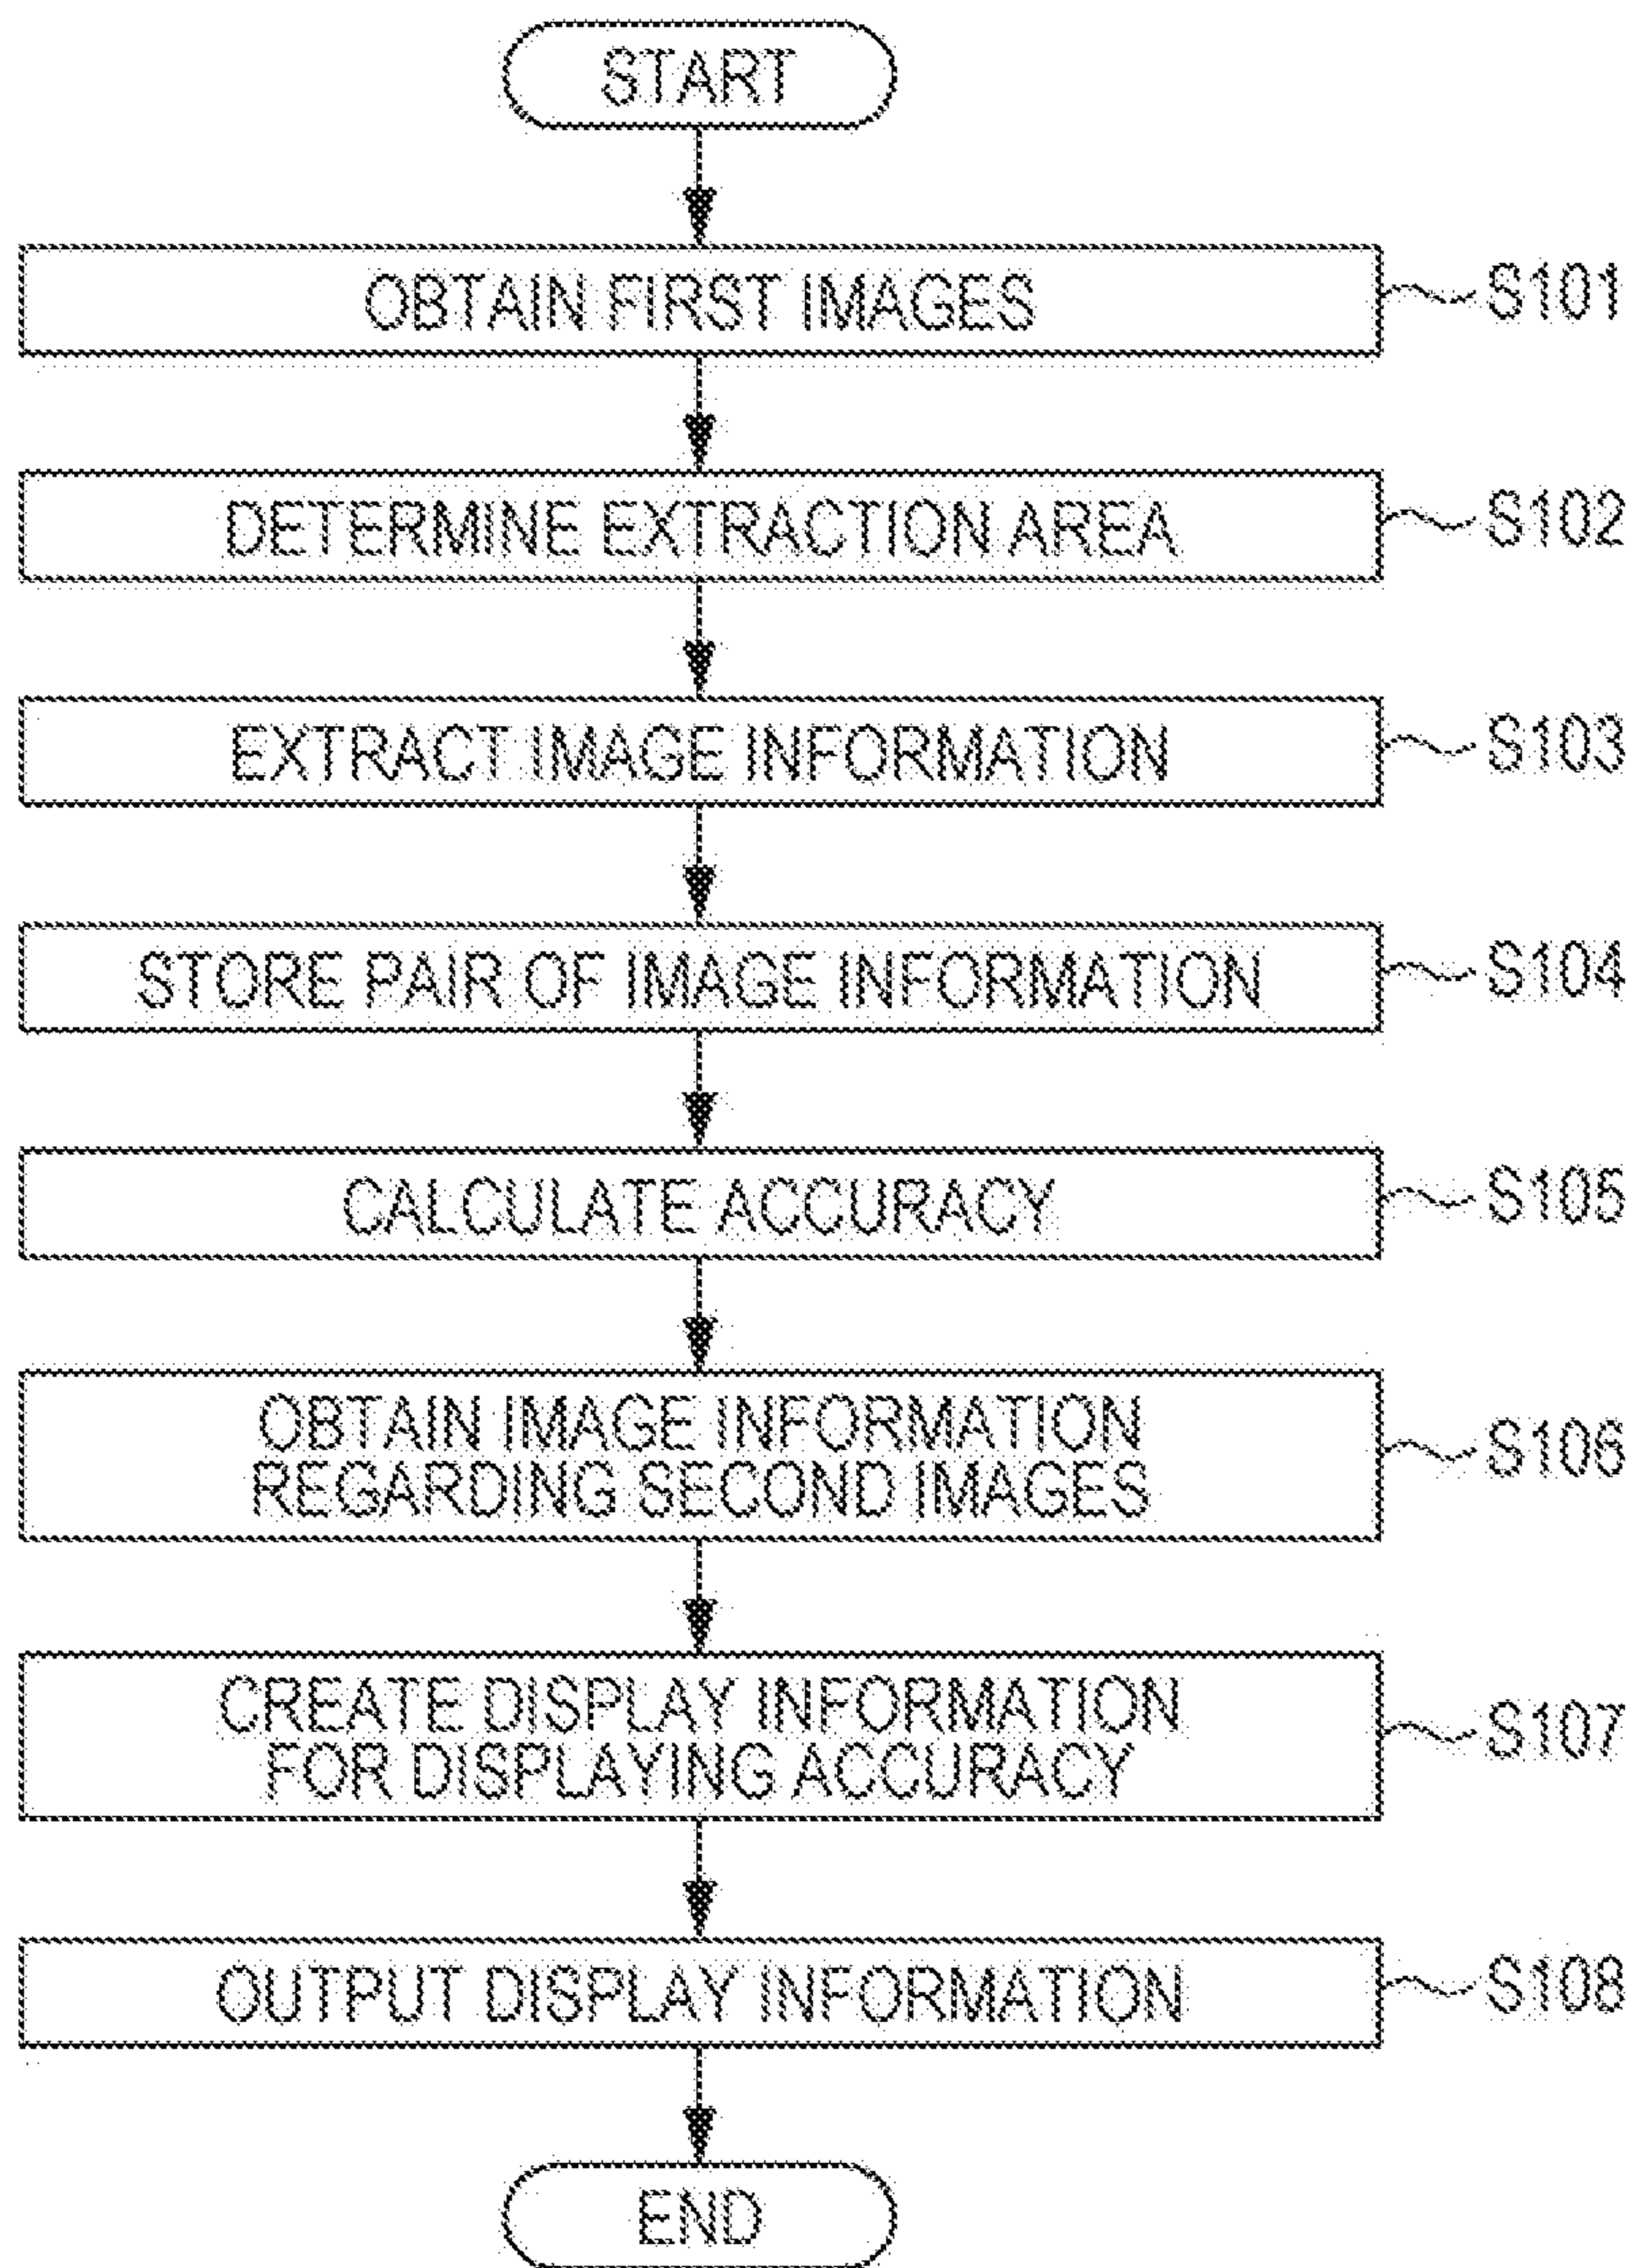 START
OBTAIN FIRST IMAGES
S101
DETERMINE EXTRACTION AREA
S102
EXTRACT IMAGE INFORMATION
S103
STORE PAIR OF IMAGE INFORMATION
S104
CALCULATE ACCURACY
S105
OBTAIN IMAGE INFORMATION
REGARDING SECOND IMAGES
S106
CREATE DISPLAY INFORMATION
FOR DISPLAYING ACCURACY
S107
OUTPUT DISPLAY INFORMATION
S108
END